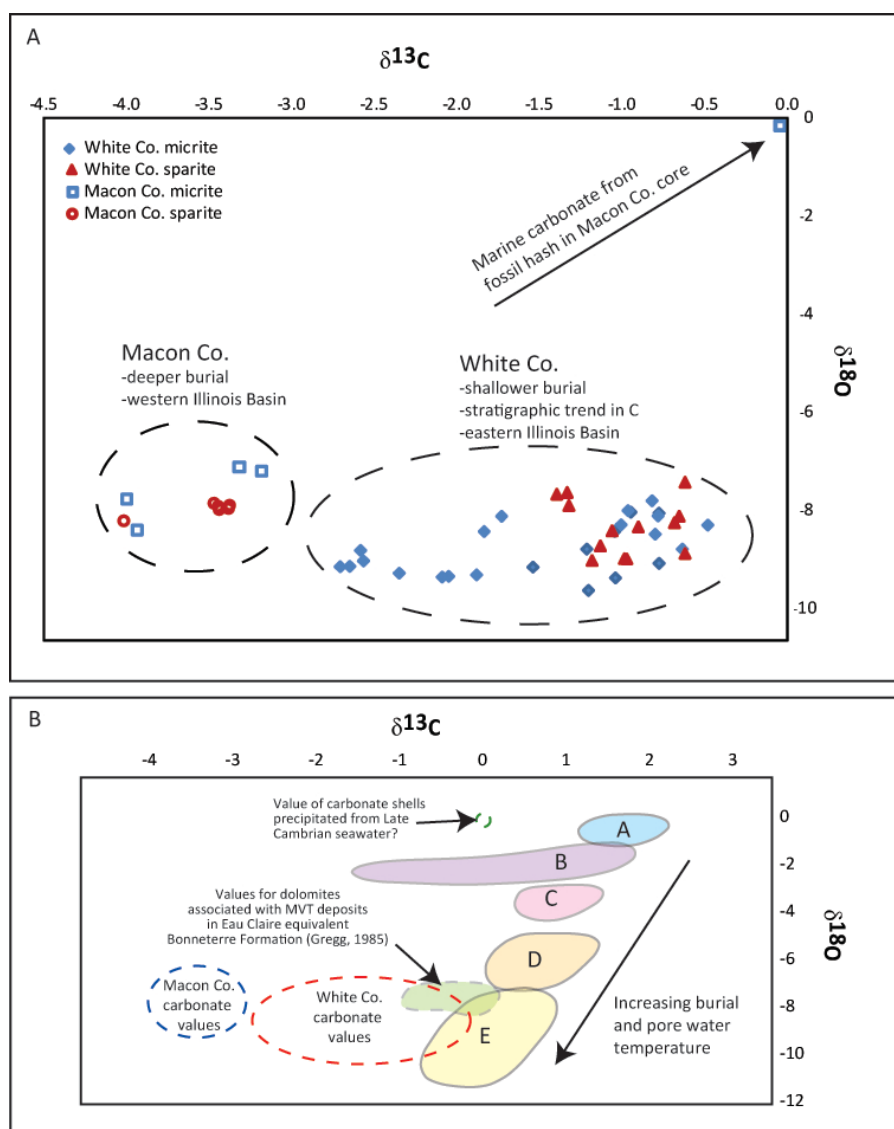 A
δ13C
-4.5 -4.0 -3.5 -3.0 -2.5 -2.0 -1.5 -1.0 -0.5 0.0
0
White Co. micrite
White Co. sparite
Macon Co. micrite
Macon Co. sparite
Marine carbonate from
fossil hash in Macon Co. core
-2
-4
δ18O
Macon Co.
-deeper burial
-western Illinois Basin
White Co.
-shallower burial
-stratigraphic trend in C
-eastern Illinois Basin
-6
-8
-10
B
δ13C
-4 -3 -2 -1 0 1 2 3
Value of carbonate shells
precipitated from Late
Cambrian seawater?
0
A
B
-2
Values for dolomites
associated with MVT deposits
in Eau Claire equivalent
Bonneterre Formation (Gregg, 1985)
C
-4
δ18O
D
-6
Macon Co.
carbonate
values
White Co.
carbonate
values
E
Increasing burial
and pore water
temperature
-8
-10
-12